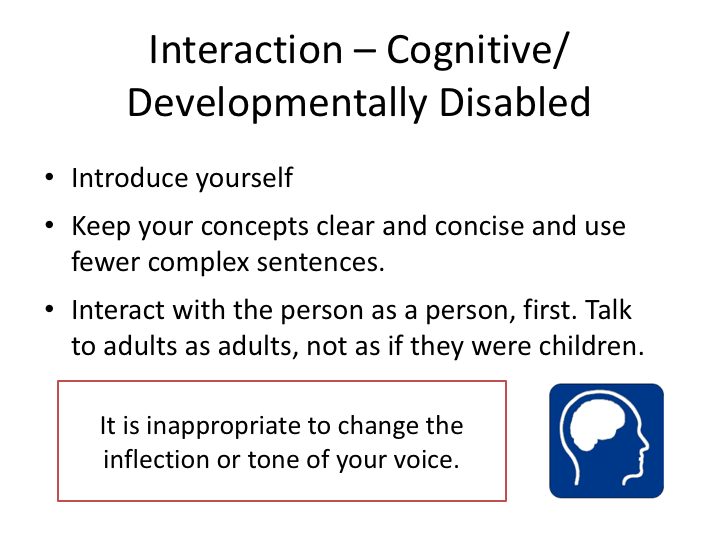 Interaction – Cognitive/
Developmentally Disabled
• Introduce yourself
• Keep your concepts clear and concise and use
fewer complex sentences.
• Interact with the person as a person, first. Talk
to adults as adults, not as if they were children.
It is inappropriate to change the
inflection or tone of your voice.